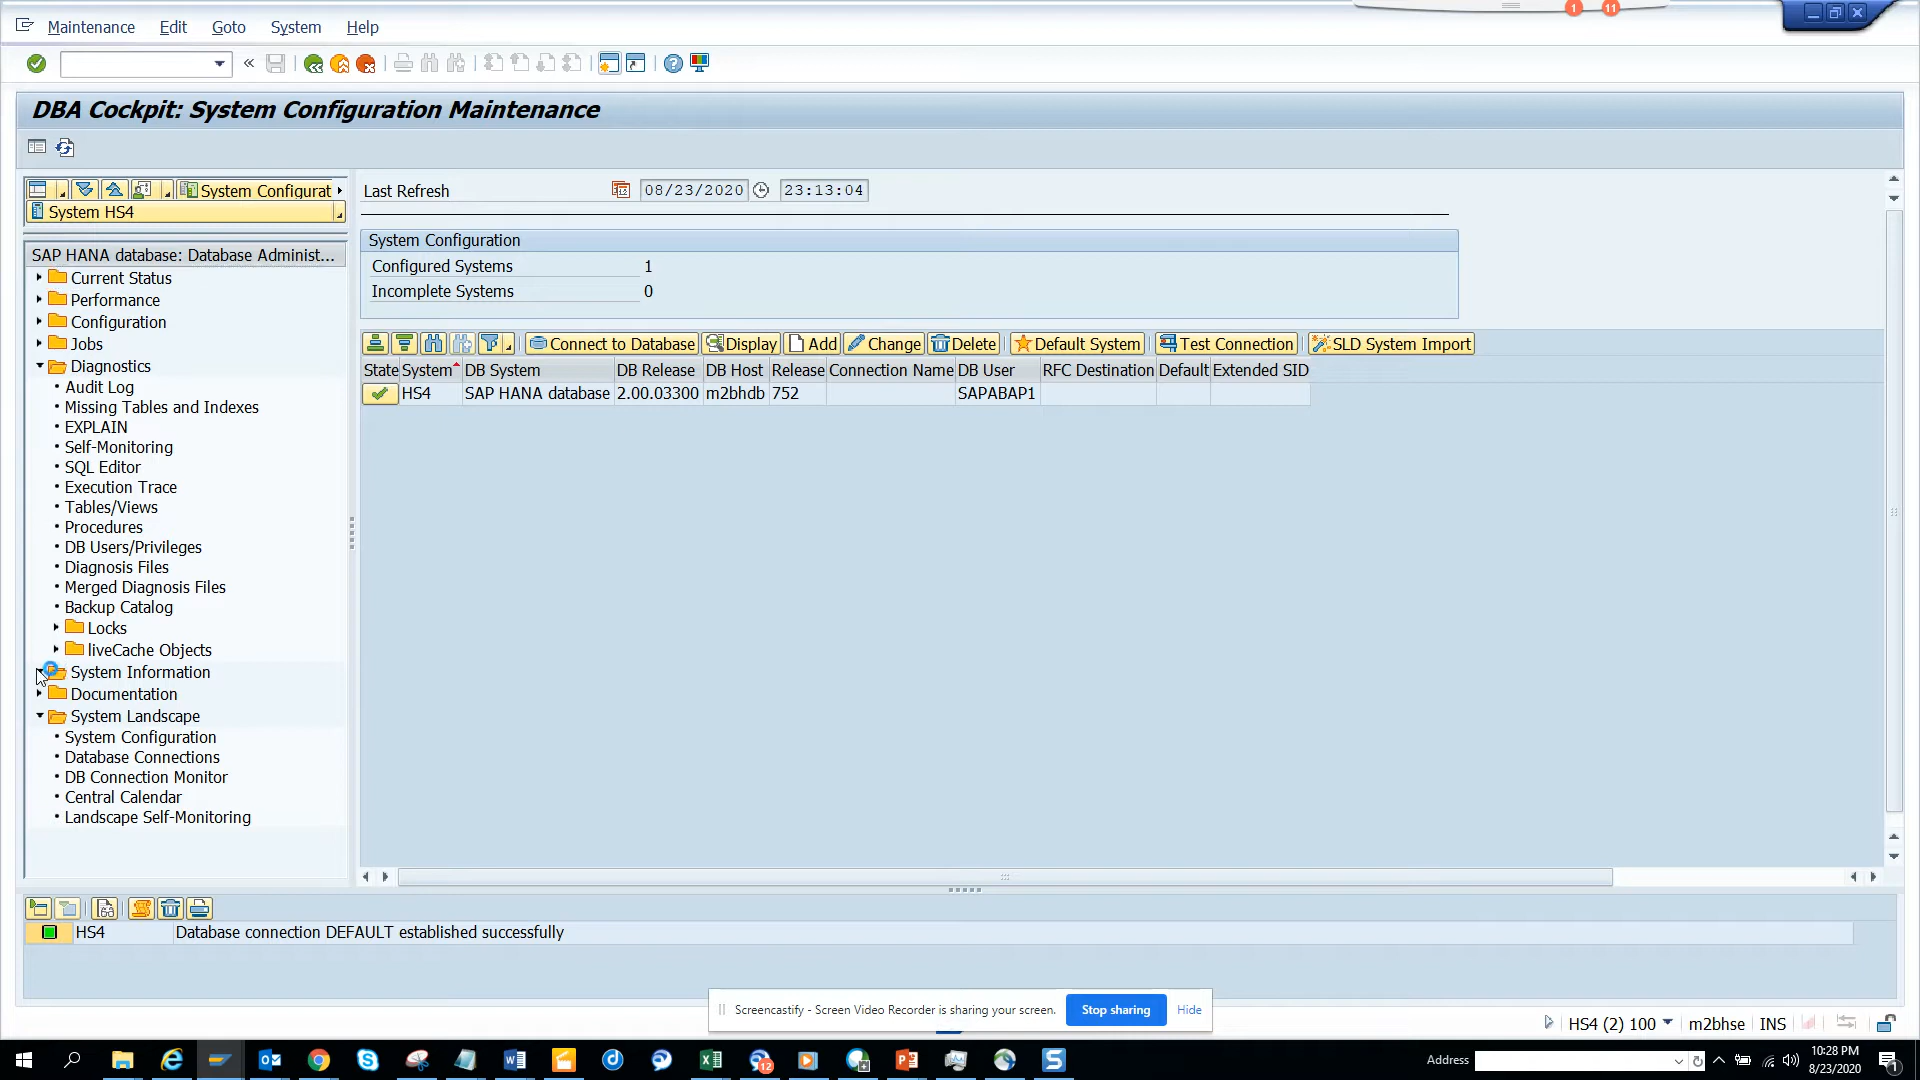 1 11
Maintenance Edit Goto System Help
DBA Cockpit: System Configuration Maintenance
System Configurat
System HS4
SAP HANA database: Database Administ...
Current Status
Performance
Configuration
Jobs
Diagnostics
Audit Log
Missing Tables and Indexes
EXPLAIN
Self-Monitoring
SQL Editor
Execution Trace
Tables/Views
Procedures
DB Users/Privileges
Diagnosis Files
Merged Diagnosis Files
Backup Catalog
Locks
liveCache Objects
System Information
Documentation
System Landscape
System Configuration
Database Connections
DB Connection Monitor
Central Calendar
Landscape Self-Monitoring
Last Refresh 08/23/2020 23:13:04
System Configuration
Configured Systems 1
Incomplete Systems 0
Connect to Database Display Add Change Delete Default System Test Connection SLD System Import
State System DB System DB Release DB Host Release Connection Name DB User RFC Destination Default Extended SID
HS4 SAP HANA database 2.00.03300 m2bhdb 752 SAPABAP1
HS4 Database connection DEFAULT established successfully
Screencastify - Screen Video Recorder is sharing your screen. Stop sharing Hide
HS4 (2) 100 m2bhse INS
12 Address 10:28 PM
8/23/2020 1